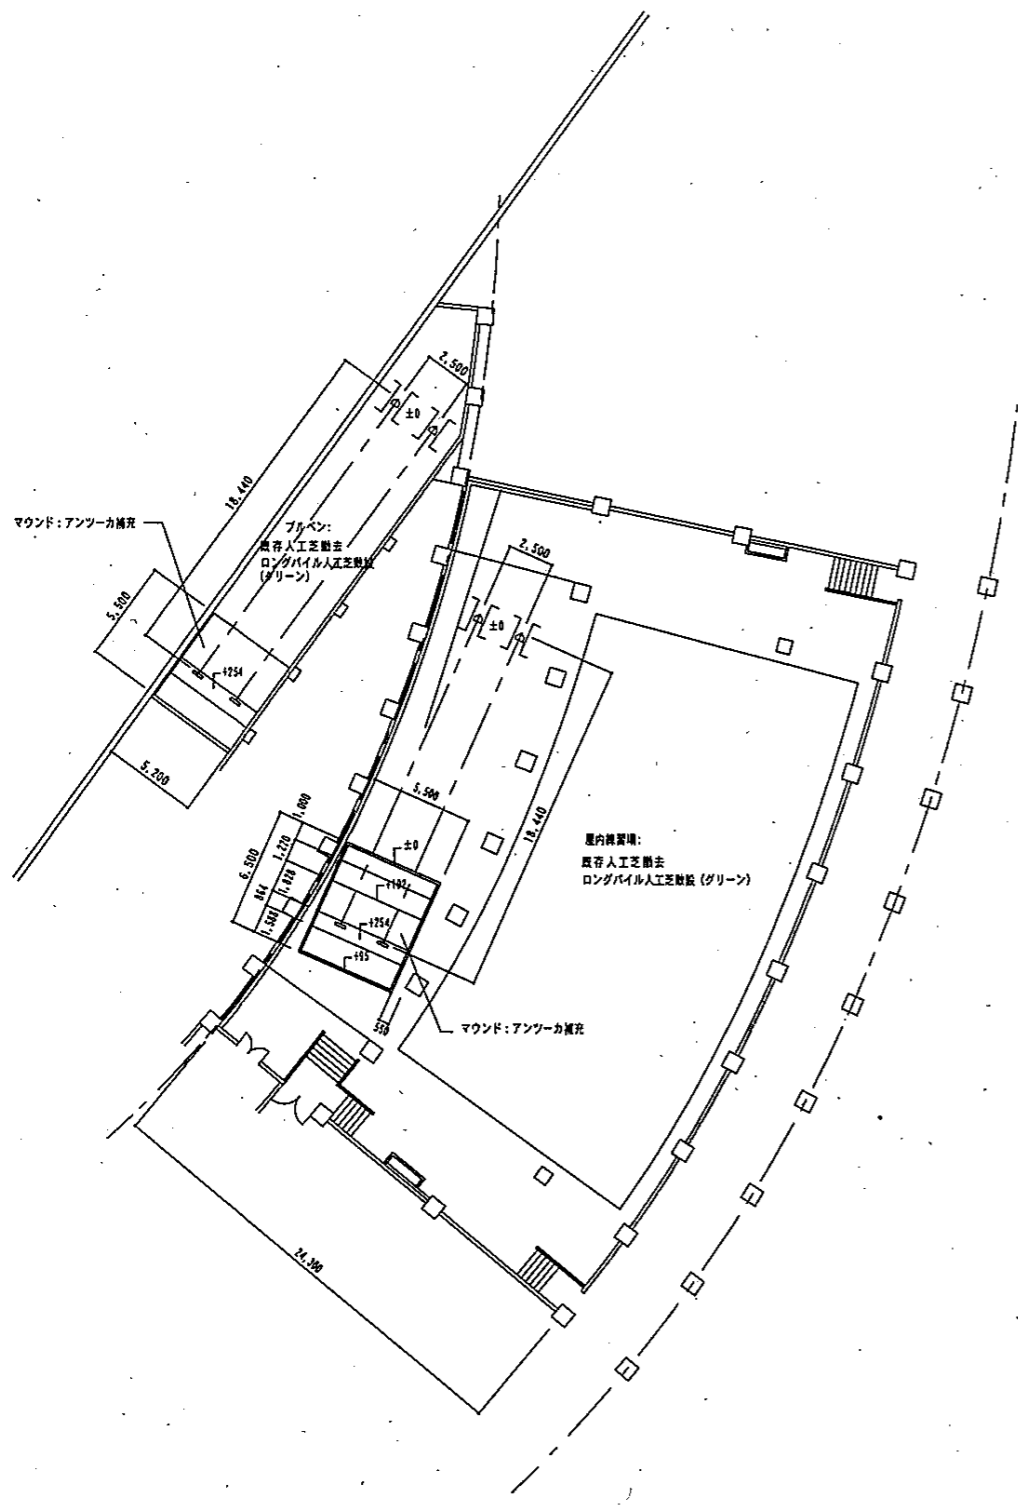 2,500
±0
18,440
マウンド：アンツーカ補充
ブルペン:
既存人工芝撤去
ロングパイル人工芝敷設
(グリーン)
5,500
+254
5,200
2,500
±0
5,500
18,440
屋内練習場:
既存人工芝撤去
ロングパイル人工芝敷設 (グリーン)
1,000
1,270
1,828
864
1,588
6,500
±0
+102
+254
+95
550
マウンド：アンツーカ補充
24,300